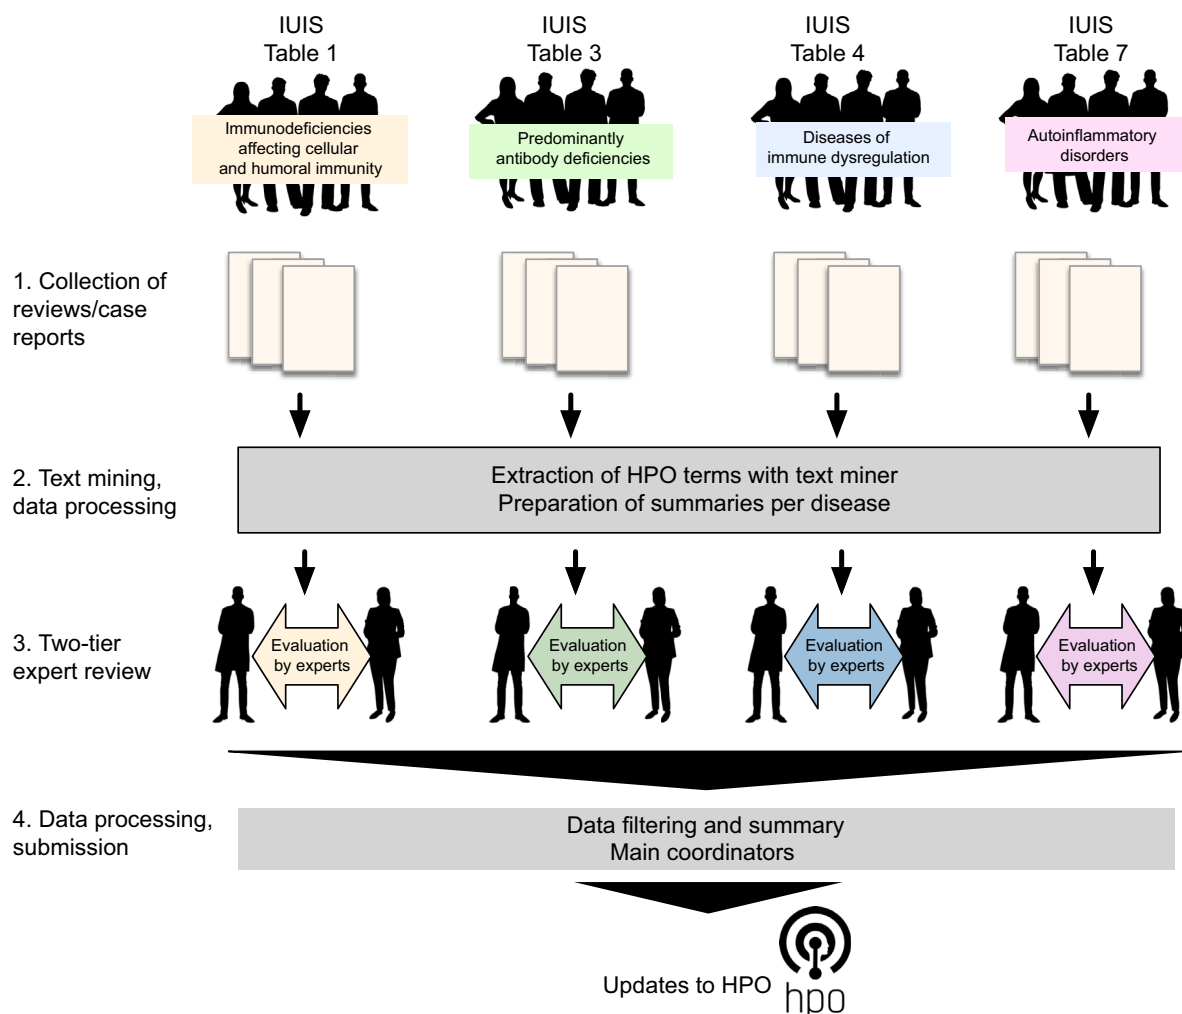 IUIS
Table 1
IUIS
Table 3
IUIS
Table 4
IUIS
Table 7
Immunodeficiencies
affecting cellular
and humoral immunity
Predominantly
antibody deficiencies
Diseases of
immune dysregulation
Autoinflammatory
disorders
1. Collection of
reviews/case
reports
2. Text mining,
data processing
Extraction of HPO terms with text miner
Preparation of summaries per disease
3. Two-tier
expert review
Evaluation
by experts
Evaluation
by experts
Evaluation
by experts
Evaluation
by experts
4. Data processing,
submission
Data filtering and summary
Main coordinators
Updates to HPO
hpo